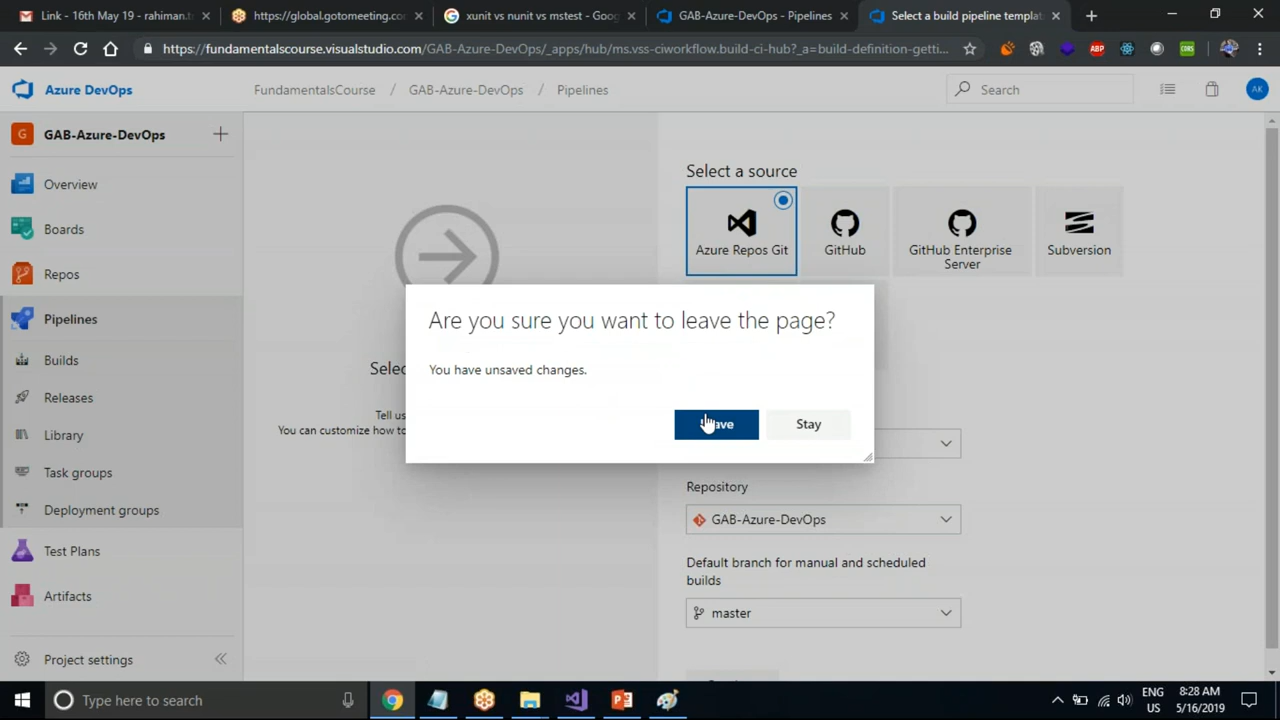 Link - 16th May 19 - rahiman.t
https://global.gotomeeting.co
xunit vs nunit vs mstest - Goog
GAB-Azure-DevOps - Pipelines
Select a build pipeline templat
https://fundamentalscourse.visualstudio.com/GAB-Azure-DevOps/_apps/hub/ms.vss-ciworkflow.build-ci-hub?_a=build-definition-getti...
ABP
CORS
Azure DevOps
FundamentalsCourse / GAB-Azure-DevOps / Pipelines
Search
AK
G GAB-Azure-DevOps
Overview
Boards
Repos
Pipelines
Builds
Releases
Library
Task groups
Deployment groups
Test Plans
Artifacts
Project settings
Select a source
Azure Repos Git
GitHub
GitHub Enterprise
Server
Subversion
Selec
Tell us
You can customize how to
Are you sure you want to leave the page?
You have unsaved changes.
Stay
Repository
GAB-Azure-DevOps
Default branch for manual and scheduled
builds
master
Type here to search
ENG
US
8:28 AM
5/16/2019